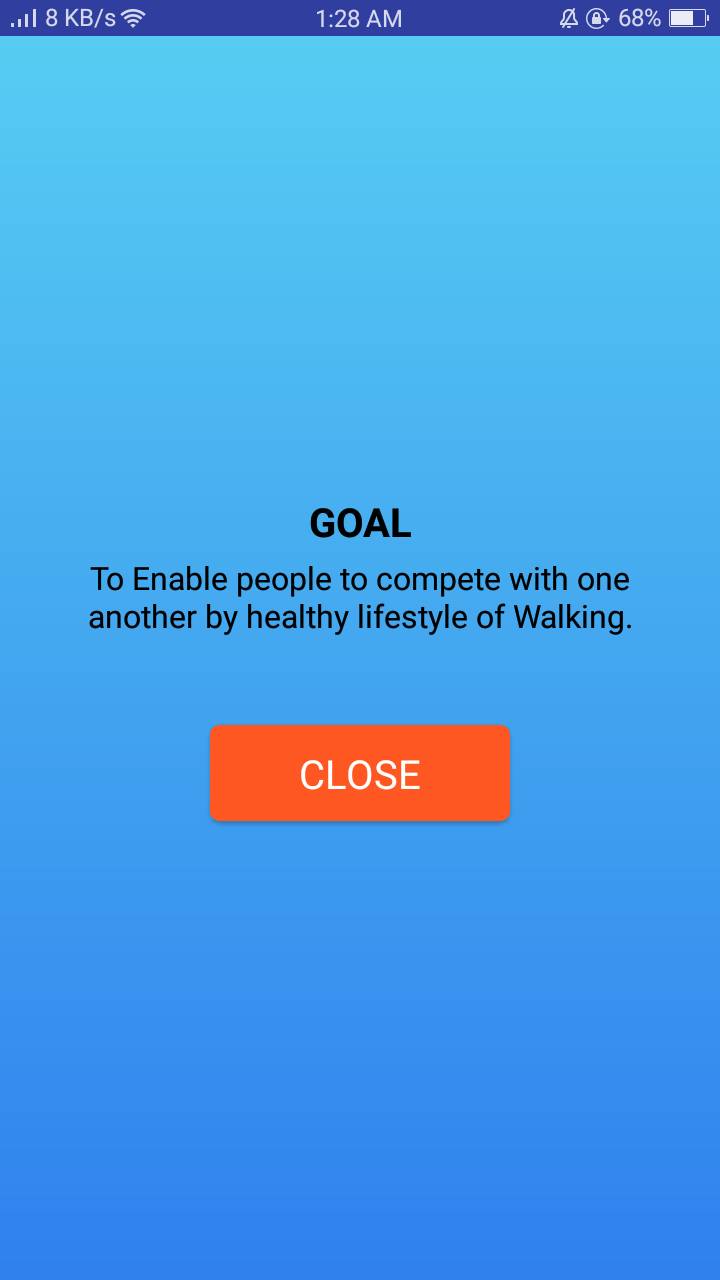 8 KB/s 1:28 AM 68%
GOAL
To Enable people to compete with one
another by healthy lifestyle of Walking.
CLOSE